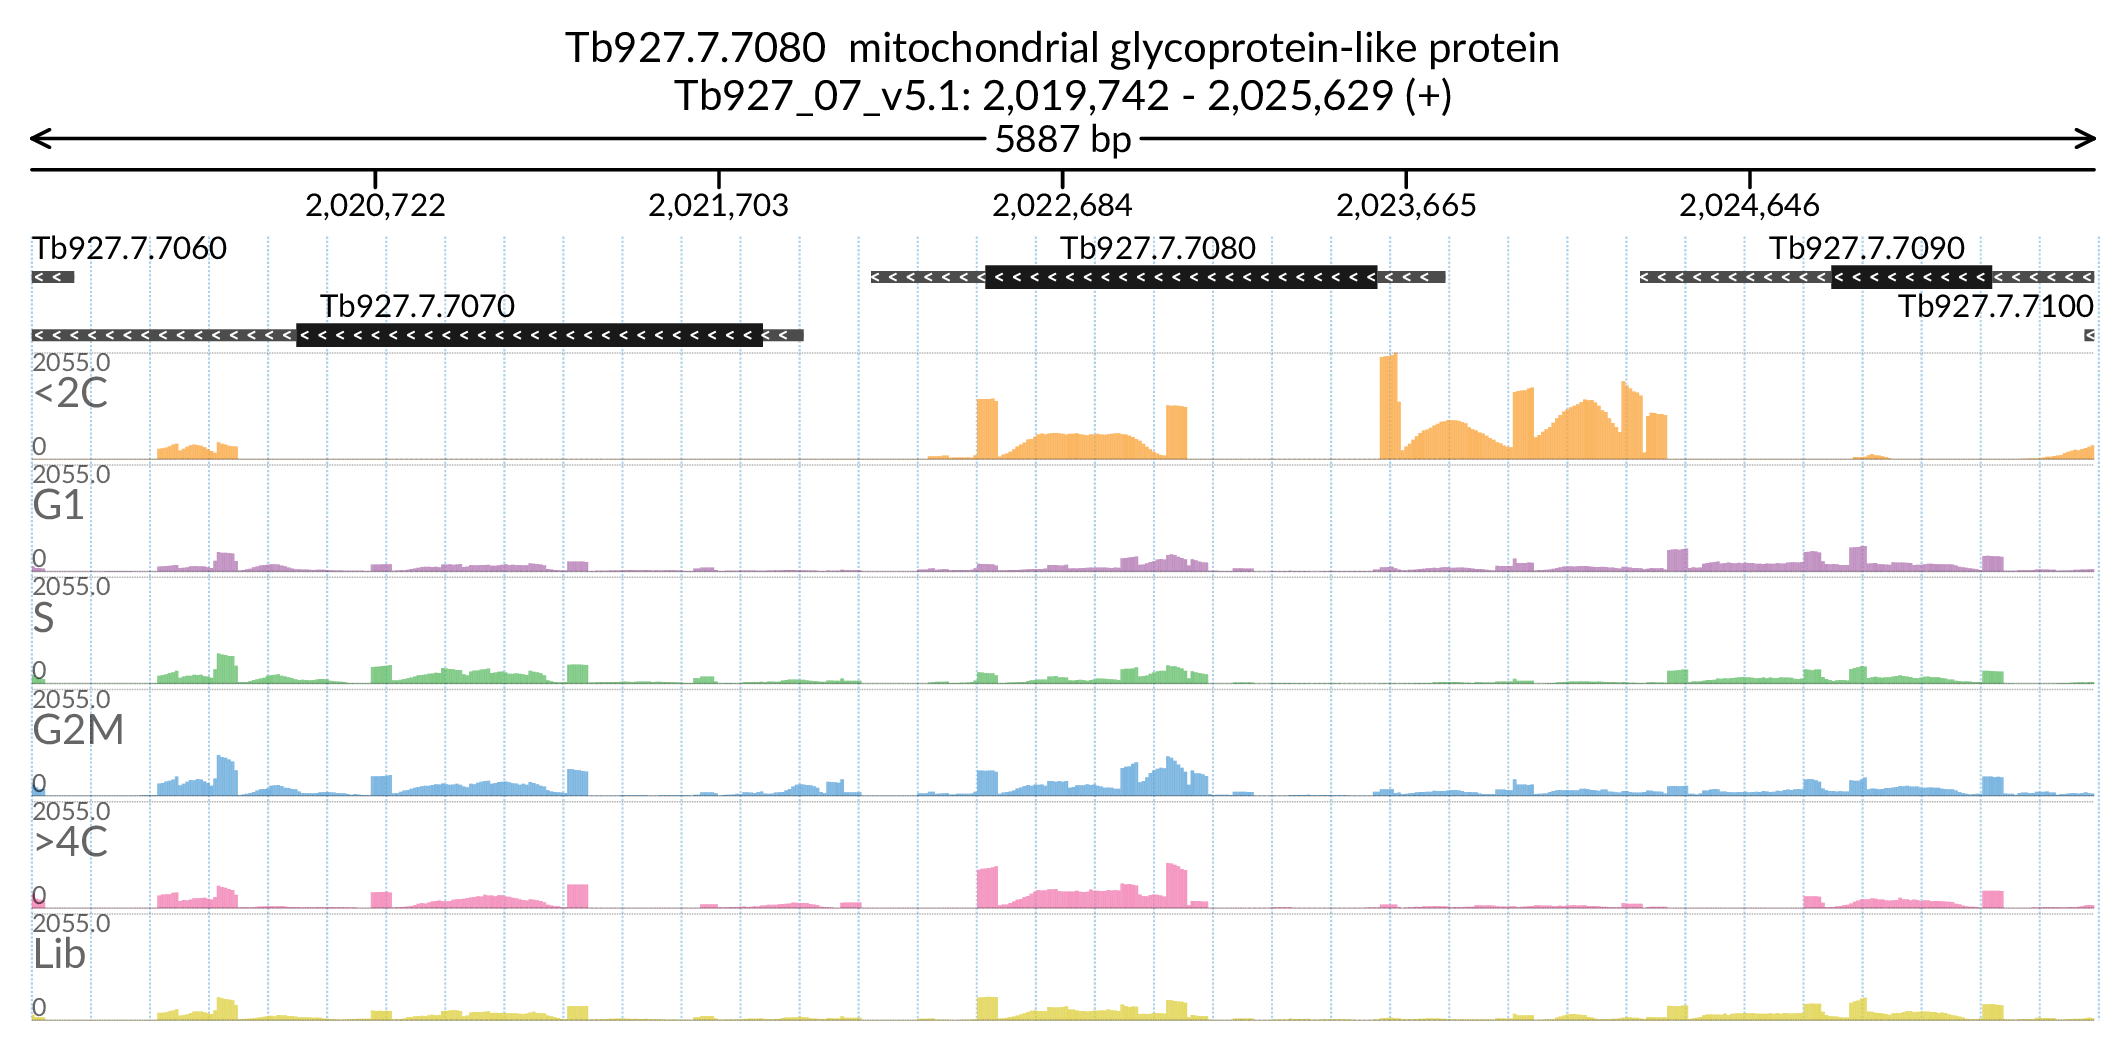 Tb927.7.7080  mitochondrial glycoprotein-like protein
Tb927_07_v5.1: 2,019,742 - 2,025,629 (+)
5887 bp
2,020,722 2,021,703 2,022,684 2,023,665 2,024,646
Tb927.7.7060 Tb927.7.7080 Tb927.7.7090
Tb927.7.7070 Tb927.7.7100
2055.0
<2C
0
2055.0
G1
0
2055.0
S
0
2055.0
G2M
0
2055.0
>4C
0
2055.0
Lib
0